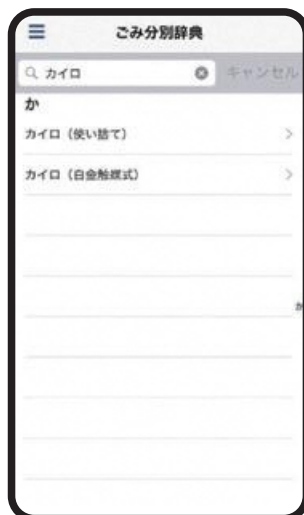 ごみ分別辞典
カイロ
キャンセル
か
カイロ（使い捨て）
カイロ（白金触媒式）
か